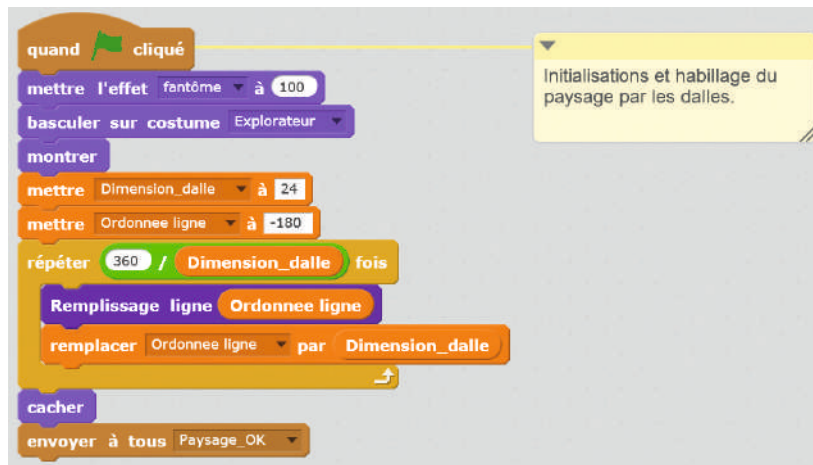 quand cliqué
mettre l'effet fantôme à 100
basculer sur costume Explorateur
montrer
mettre Dimension_dalle à 24
mettre Ordonnee ligne à -180
répéter 360 / Dimension_dalle fois
Remplissage ligne Ordonnee ligne
remplacer Ordonnee ligne par Dimension_dalle
cacher
envoyer à tous Paysage_OK
Initialisations et habillage du
paysage par les dalles.